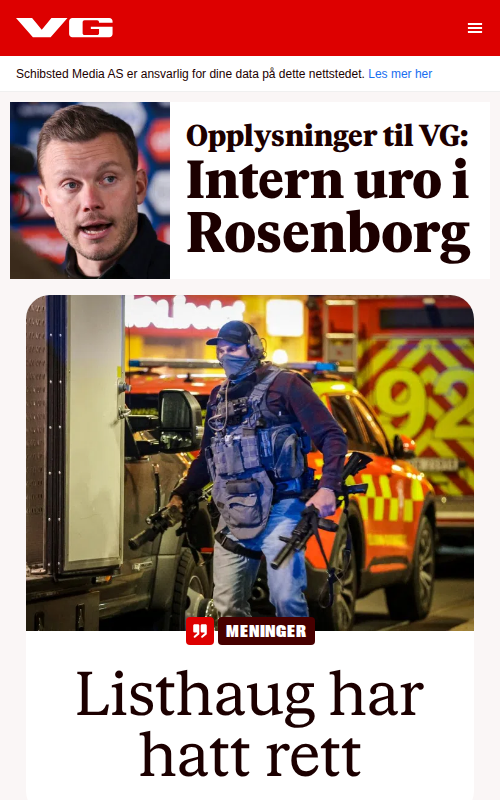 VG
Schibsted Media AS er ansvarlig for dine data på dette nettstedet. Les mer her
Opplysninger til VG:
Intern uro i
Rosenborg
92
MENINGER
Listhaug har
hatt rett